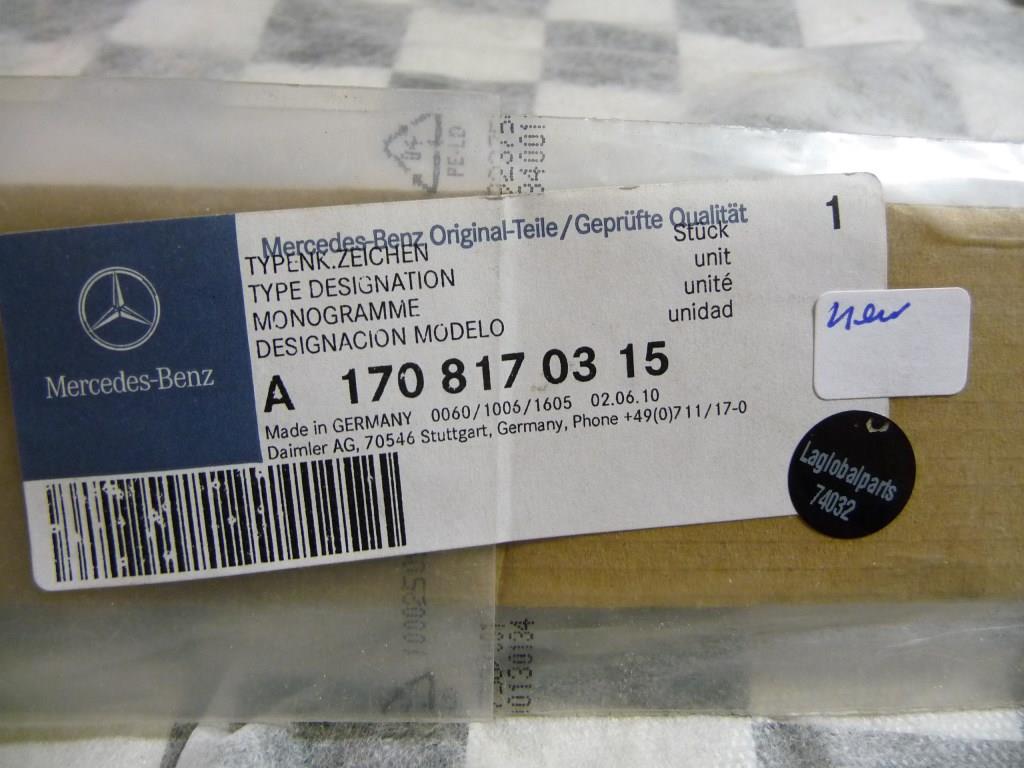 04
PE-LD
Mercedes-Benz Original-Teile/Geprüfte Qualität
1
TYPENK.ZEICHEN
Stück
TYPE DESIGNATION
unit
MONOGRAMME
unité
DESIGNACION MODELO
unidad
Mercedes-Benz
A 170 817 03 15
Made in GERMANY 0060/1006/1605 02.06.10
Daimler AG, 70546 Stuttgart, Germany, Phone +49(0)711/17-0
new
Laglobalparts
74032